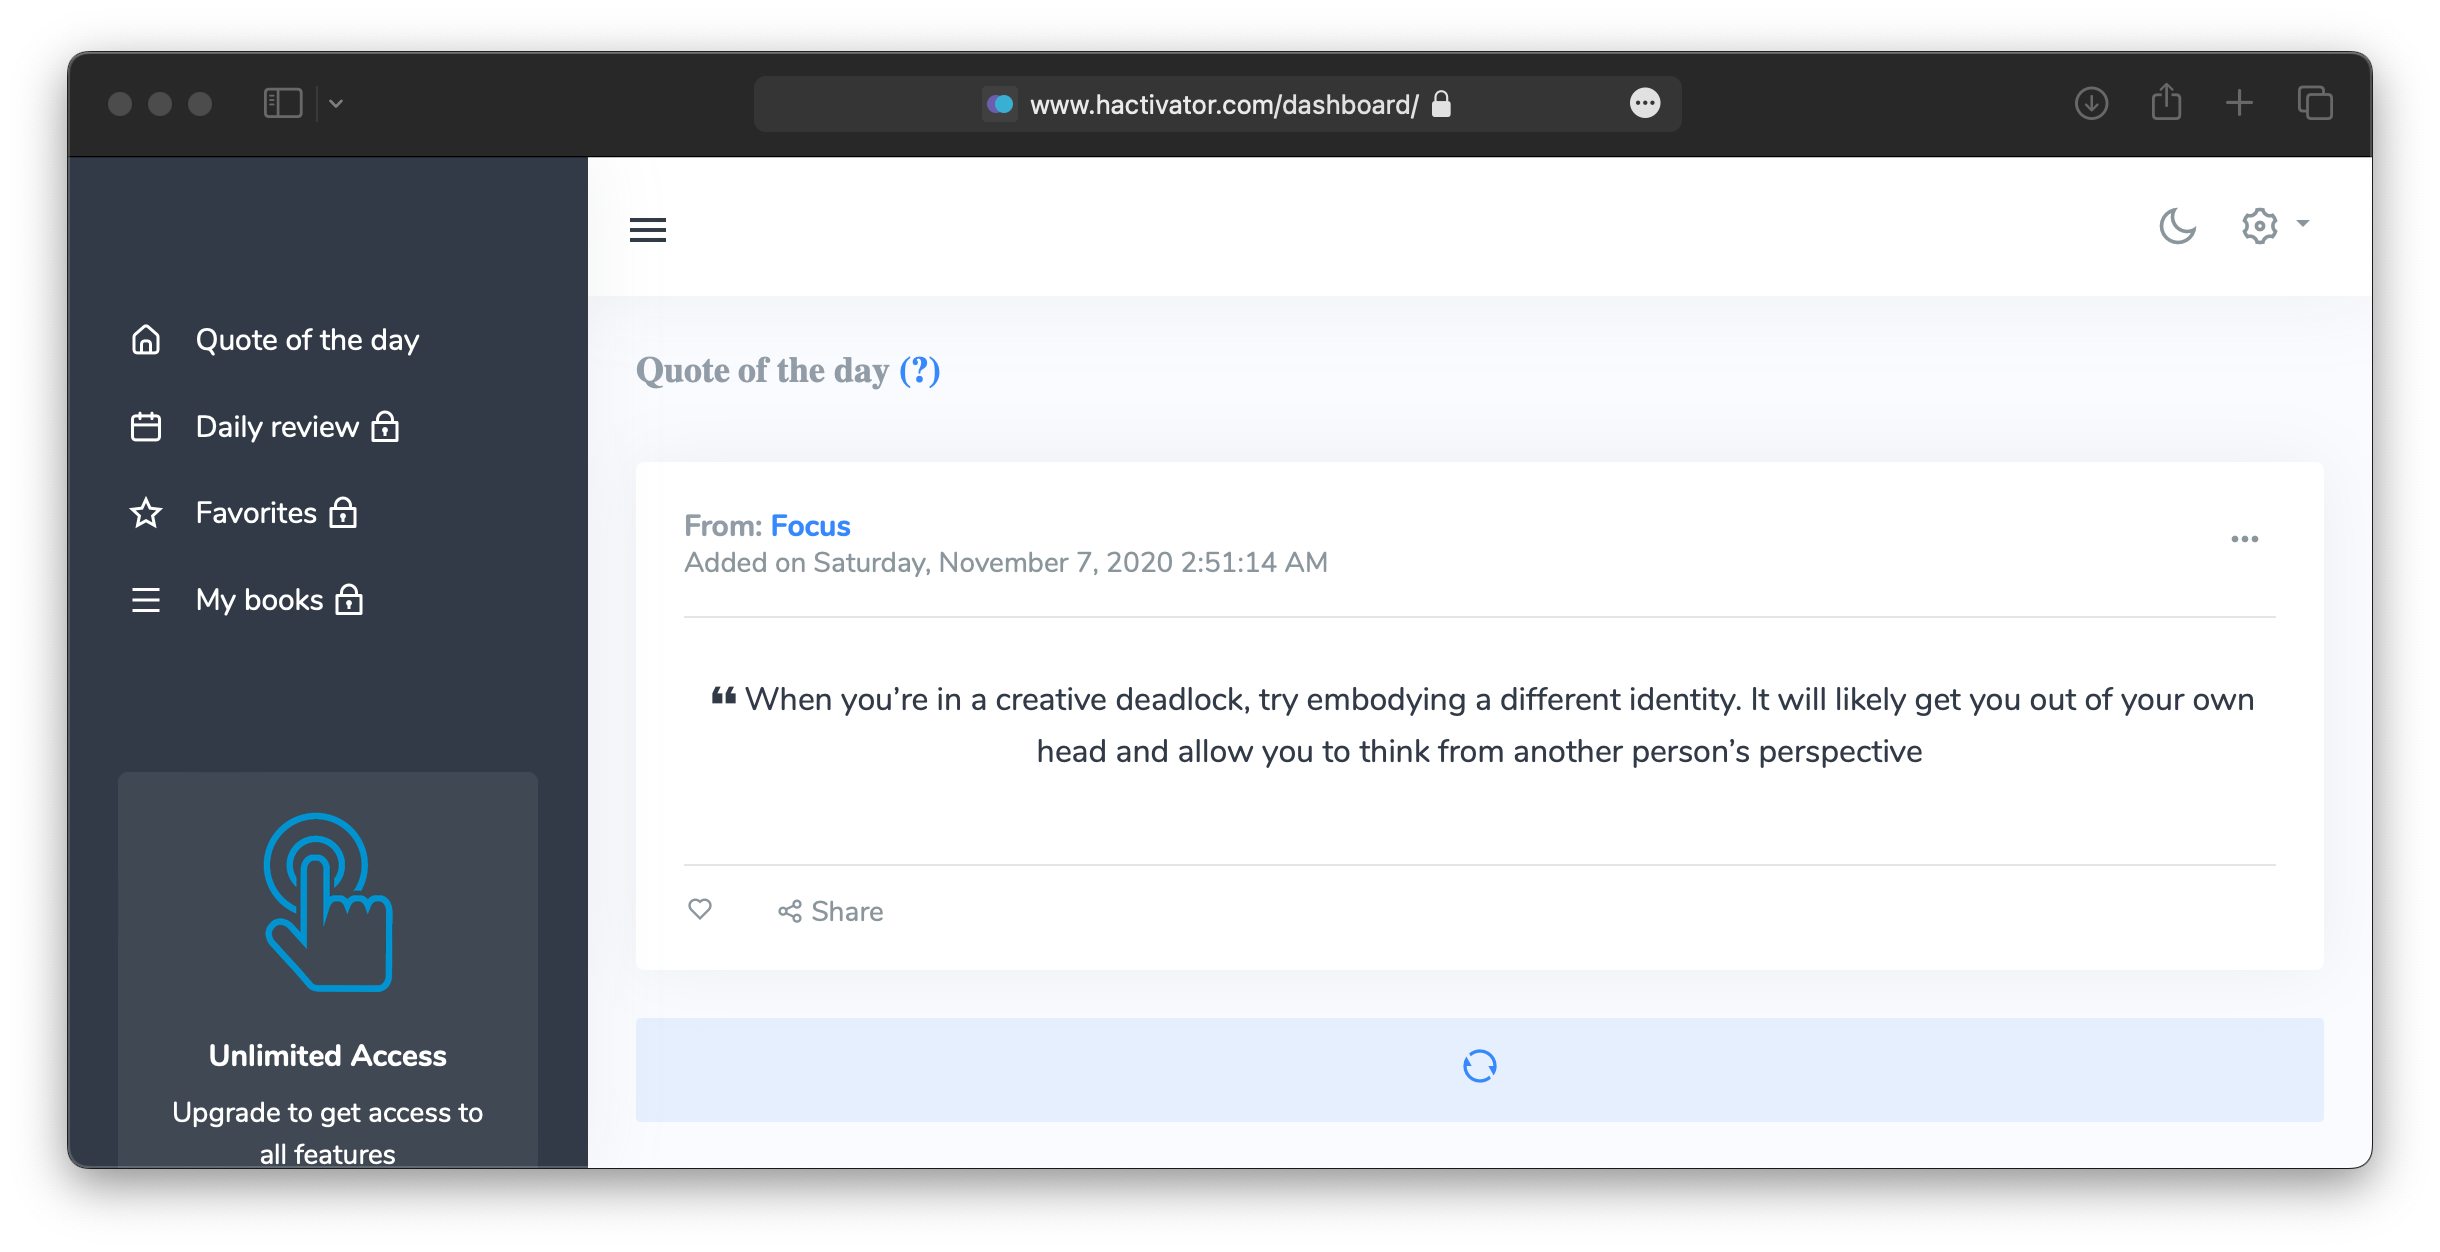 www.hactivator.com/dashboard/
Quote of the day
Daily review
Favorites
My books
Unlimited Access
Upgrade to get access to
all features
Quote of the day (?)
From: Focus
Added on Saturday, November 7, 2020 2:51:14 AM
❝ When you’re in a creative deadlock, try embodying a different identity. It will likely get you out of your own
head and allow you to think from another person’s perspective
Share